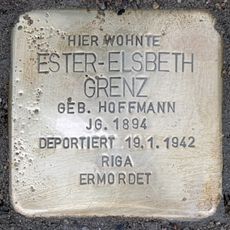 HIER WOHNTE
ESTER-ELSBETH
GRENZ
GEB. HOFFMANN
JG. 1894
DEPORTIERT 19.1.1942
RIGA
ERMORDET